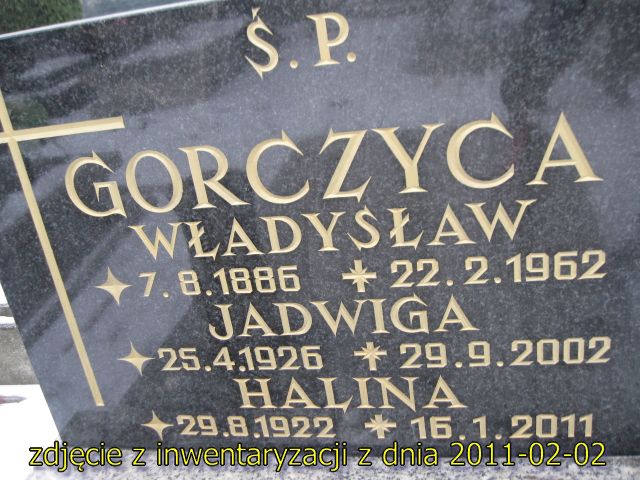 Ś.P.
GORCZYCA
WŁADYSŁAW
7.8.1886 22.2.1962
JADWIGA
25.4.1926 29.9.2002
HALINA
29.8.1922 16.1.2011
zdjęcie z inwentaryzacji z dnia 2011-02-02